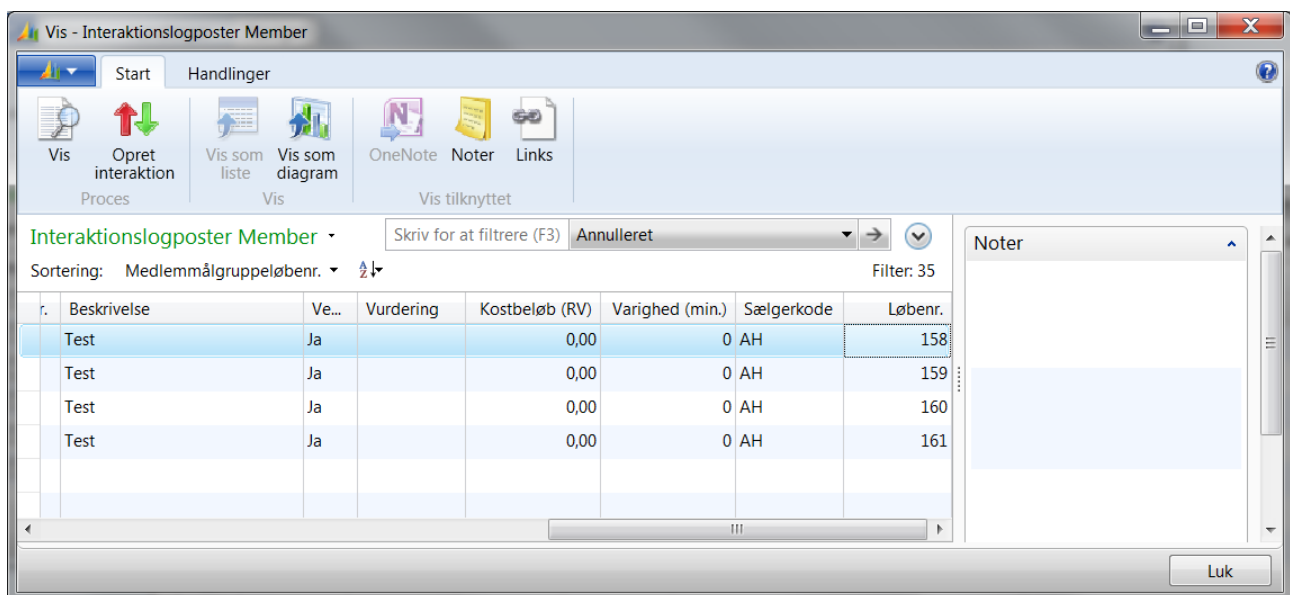 Vis - Interaktionslogposter Member
Start Handlinger
Vis Opret interaktion Vis som liste Vis som diagram OneNote Noter Links
Proces Vis Vis tilknyttet
Interaktionslogposter Member Skriv for at filtrere (F3) Annulleret Noter
Sortering: Medlemmålgruppeløbenr. Filter: 35
r. Beskrivelse Ve... Vurdering Kostbeløb (RV) Varighed (min.) Sælgerkode Løbenr.
Test Ja 0,00 0 AH 158
Test Ja 0,00 0 AH 159
Test Ja 0,00 0 AH 160
Test Ja 0,00 0 AH 161
Luk